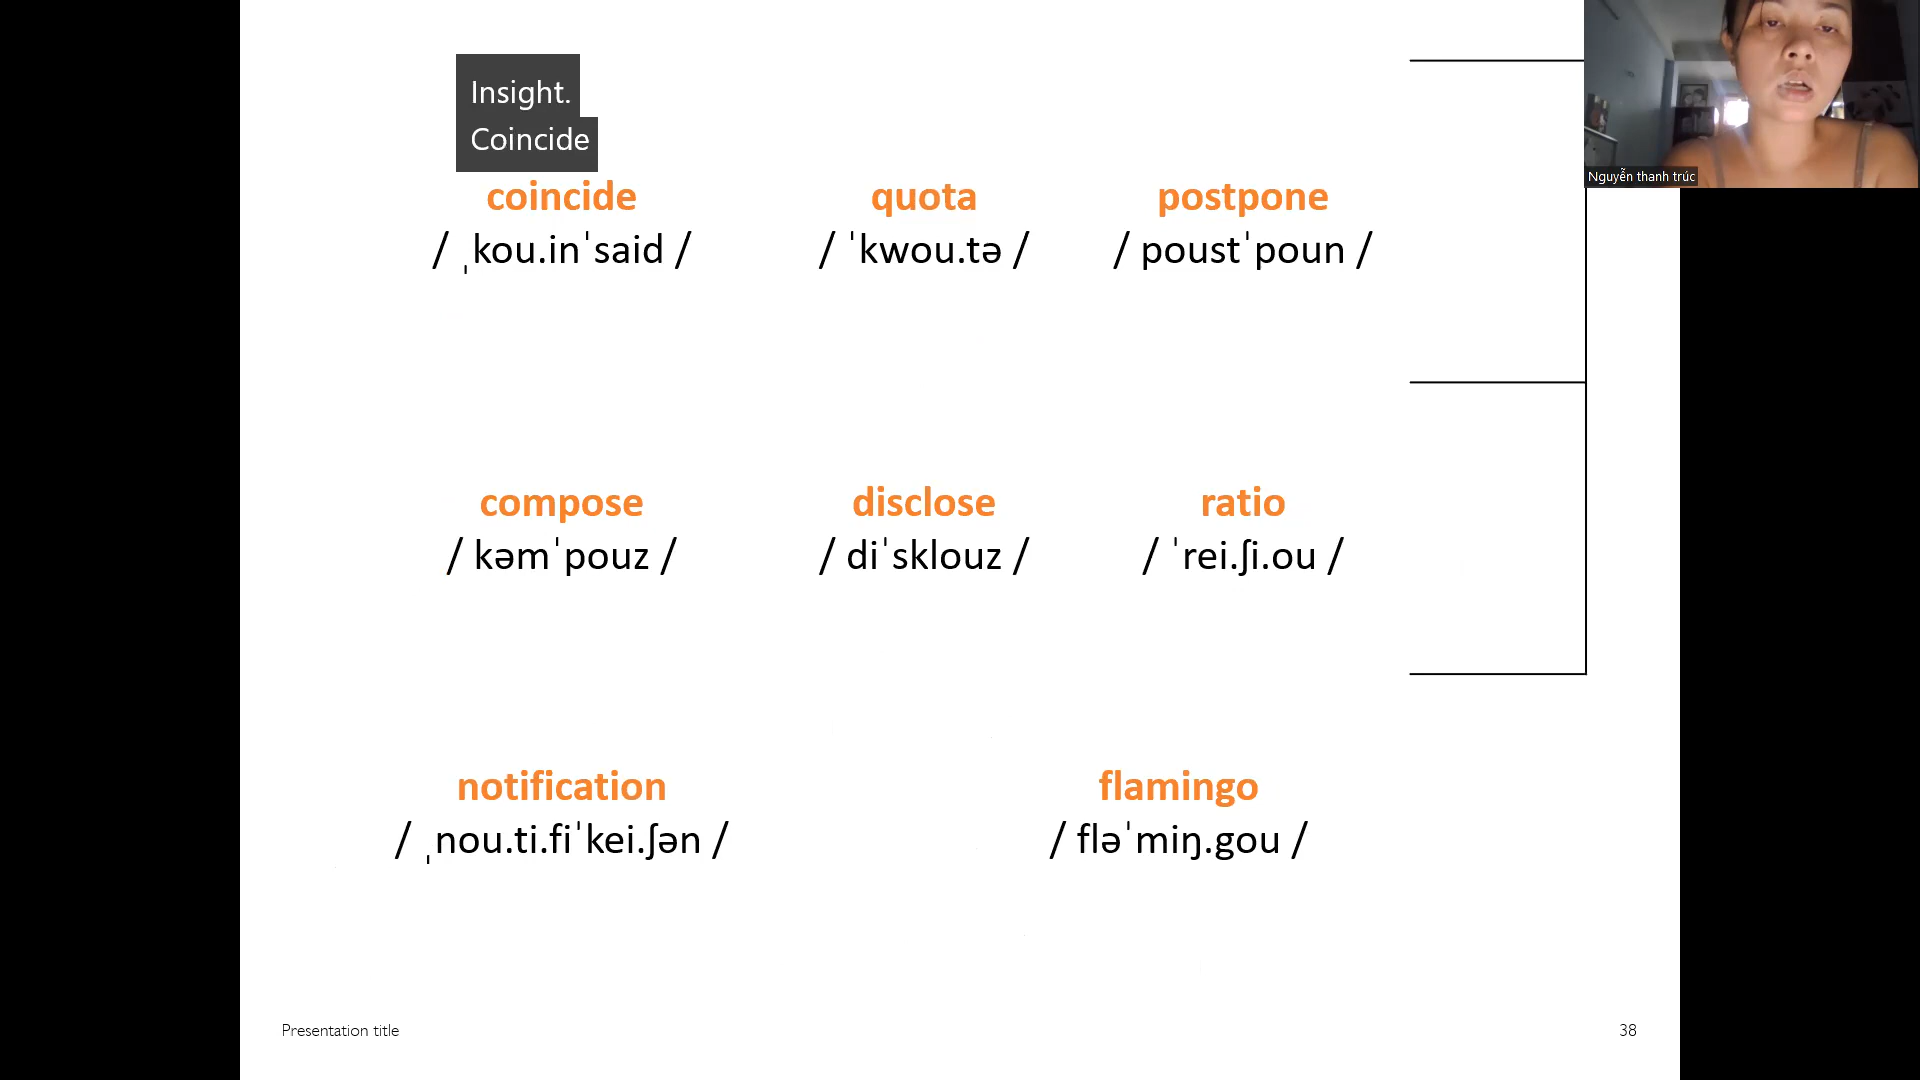 Insight.
Coincide
Nguyễn thanh trúc
coincide quota postpone
/ ˌkou.inˈsaid / / ˈkwou.tə / / poustˈpoun /
compose disclose ratio
/ kəmˈpouz / / diˈsklouz / / ˈrei.ʃi.ou /
notification flamingo
/ ˌnou.ti.fiˈkei.ʃən / / fləˈmiŋ.gou /
Presentation title 38